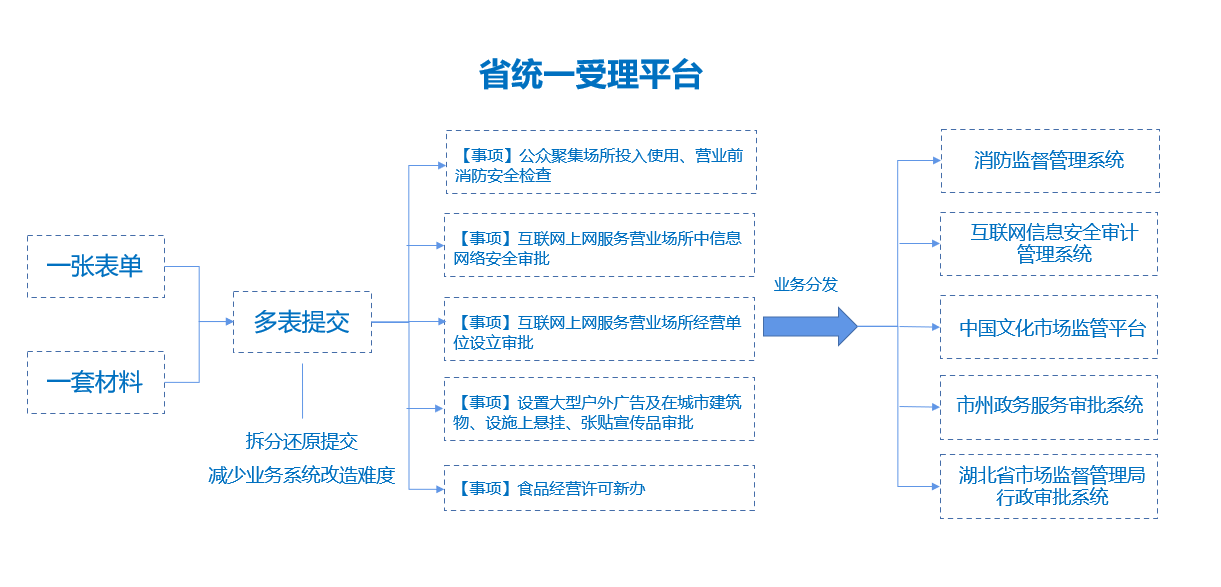 省统一受理平台
一张表单
一套材料
多表提交
拆分还原提交
减少业务系统改造难度
【事项】公众聚集场所投入使用、营业前
消防安全检查
【事项】互联网上网服务营业场所中信息
网络安全审批
【事项】互联网上网服务营业场所经营单
位设立审批
【事项】设置大型户外广告及在城市建筑
物、设施上悬挂、张贴宣传品审批
【事项】食品经营许可新办
业务分发
消防监督管理系统
互联网信息安全审计
管理系统
中国文化市场监管平台
市州政务服务审批系统
湖北省市场监督管理局
行政审批系统